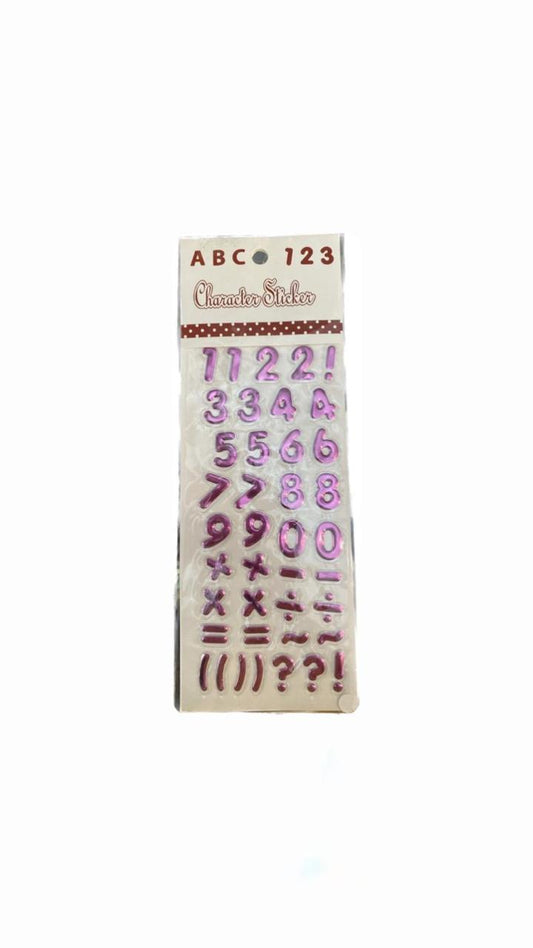 ABC 123
Character Sticker
1 1 2 2 !
3 3 4 4
5 5 6 6
7 7 8 8
9 9 0 0
+ + - -
× × ÷ ÷
= = ~ ~
( ( ) ) ? ? !